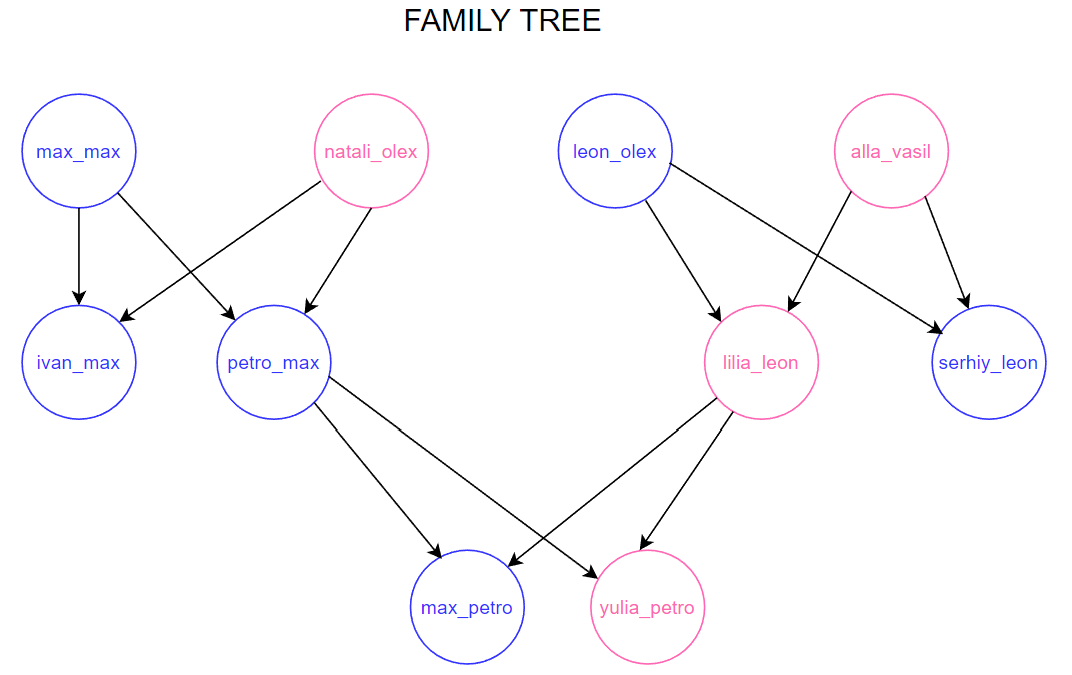 FAMILY TREE
max_max
natali_olex
leon_olex
alla_vasil
ivan_max
petro_max
lilia_leon
serhiy_leon
max_petro
yulia_petro